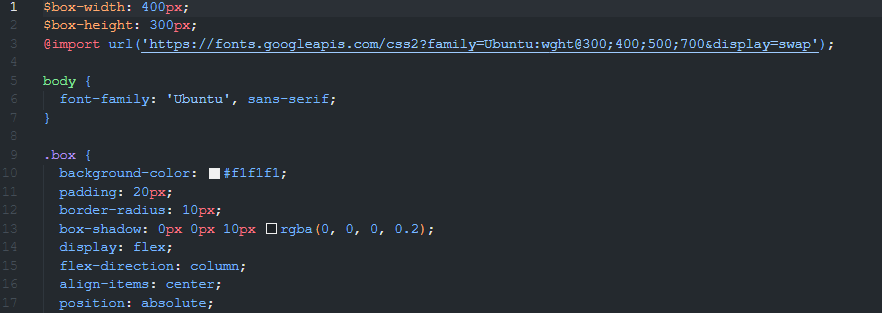 1 $box-width: 400px;
2 $box-height: 300px;
3 @import url('https://fonts.googleapis.com/css2?family=Ubuntu:wght@300;400;500;700&display=swap');
4
5 body {
6 font-family: 'Ubuntu', sans-serif;
7 }
8
9 .box {
10 background-color: #f1f1f1;
11 padding: 20px;
12 border-radius: 10px;
13 box-shadow: 0px 0px 10px rgba(0, 0, 0, 0.2);
14 display: flex;
15 flex-direction: column;
16 align-items: center;
17 position: absolute;